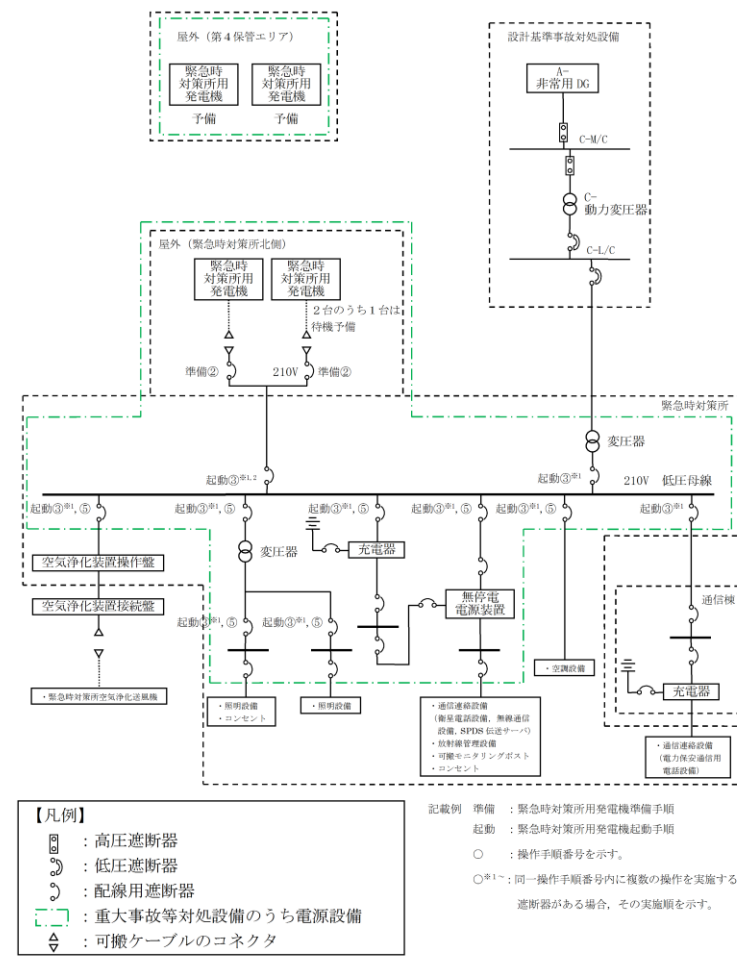 屋外（第４保管エリア）
緊急時
対策所用
発電機
緊急時
対策所用
発電機
予備
予備
設計基準事故対処設備
A-
非常用 DG
C-M/C
C-
動力変圧器
C-L/C
屋外（緊急時対策所北側）
緊急時
対策所用
発電機
緊急時
対策所用
発電機
２台のうち１台は
待機予備
準備②
210V
準備②
緊急時対策所
変圧器
起動③※1,2
起動③※1
210V 低圧母線
起動③※1, ⑤
起動③※1, ⑤
起動③※1, ⑤
起動③※1, ⑤
起動③※1, ⑤
起動③※1, ⑤
空気浄化装置操作盤
変圧器
充電器
空気浄化装置接続盤
無停電
電源装置
通信棟
起動③※1, ⑤
起動③※1, ⑤
・緊急時対策所空気浄化送風機
・空調設備
充電器
・照明設備
・コンセント
・照明設備
・通信連絡設備
（衛星電話設備，無線通信
設備，SPDS 伝送サーバ）
・放射線管理設備
・可搬モニタリングポスト
・コンセント
・通信連絡設備
（電力保安通信用
電話設備）
【凡例】
：高圧遮断器
：低圧遮断器
：配線用遮断器
：重大事故等対処設備のうち電源設備
：可搬ケーブルのコネクタ
記載例 準備 ：緊急時対策所用発電機準備手順
起動 ：緊急時対策所用発電機起動手順
○ ：操作手順番号を示す。
○※1～：同一操作手順番号内に複数の操作を実施する
遮断器がある場合，その実施順を示す。